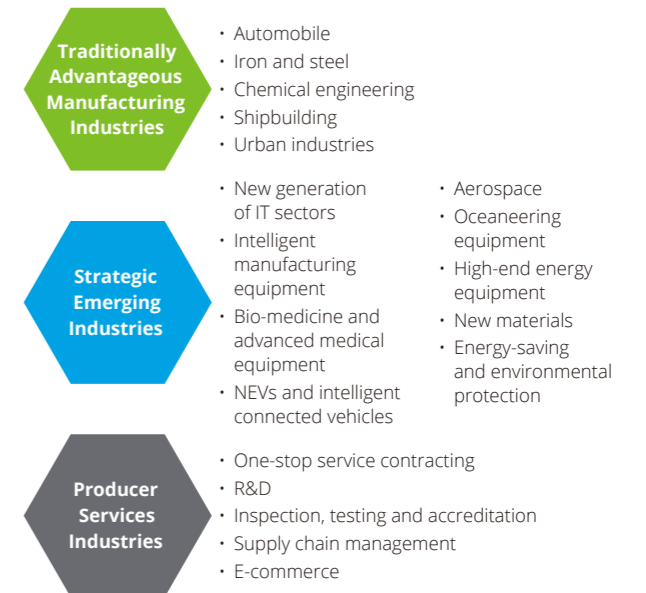 Traditionally
Advantageous
Manufacturing
Industries
· Automobile
· Iron and steel
· Chemical engineering
· Shipbuilding
· Urban industries
Strategic
Emerging
Industries
· New generation
of IT sectors
· Intelligent
manufacturing
equipment
· Bio-medicine and
advanced medical
equipment
· NEVs and intelligent
connected vehicles
· Aerospace
· Oceaneering
equipment
· High-end energy
equipment
· New materials
· Energy-saving
and environmental
protection
Producer
Services
Industries
· One-stop service contracting
· R&D
· Inspection, testing and accreditation
· Supply chain management
· E-commerce